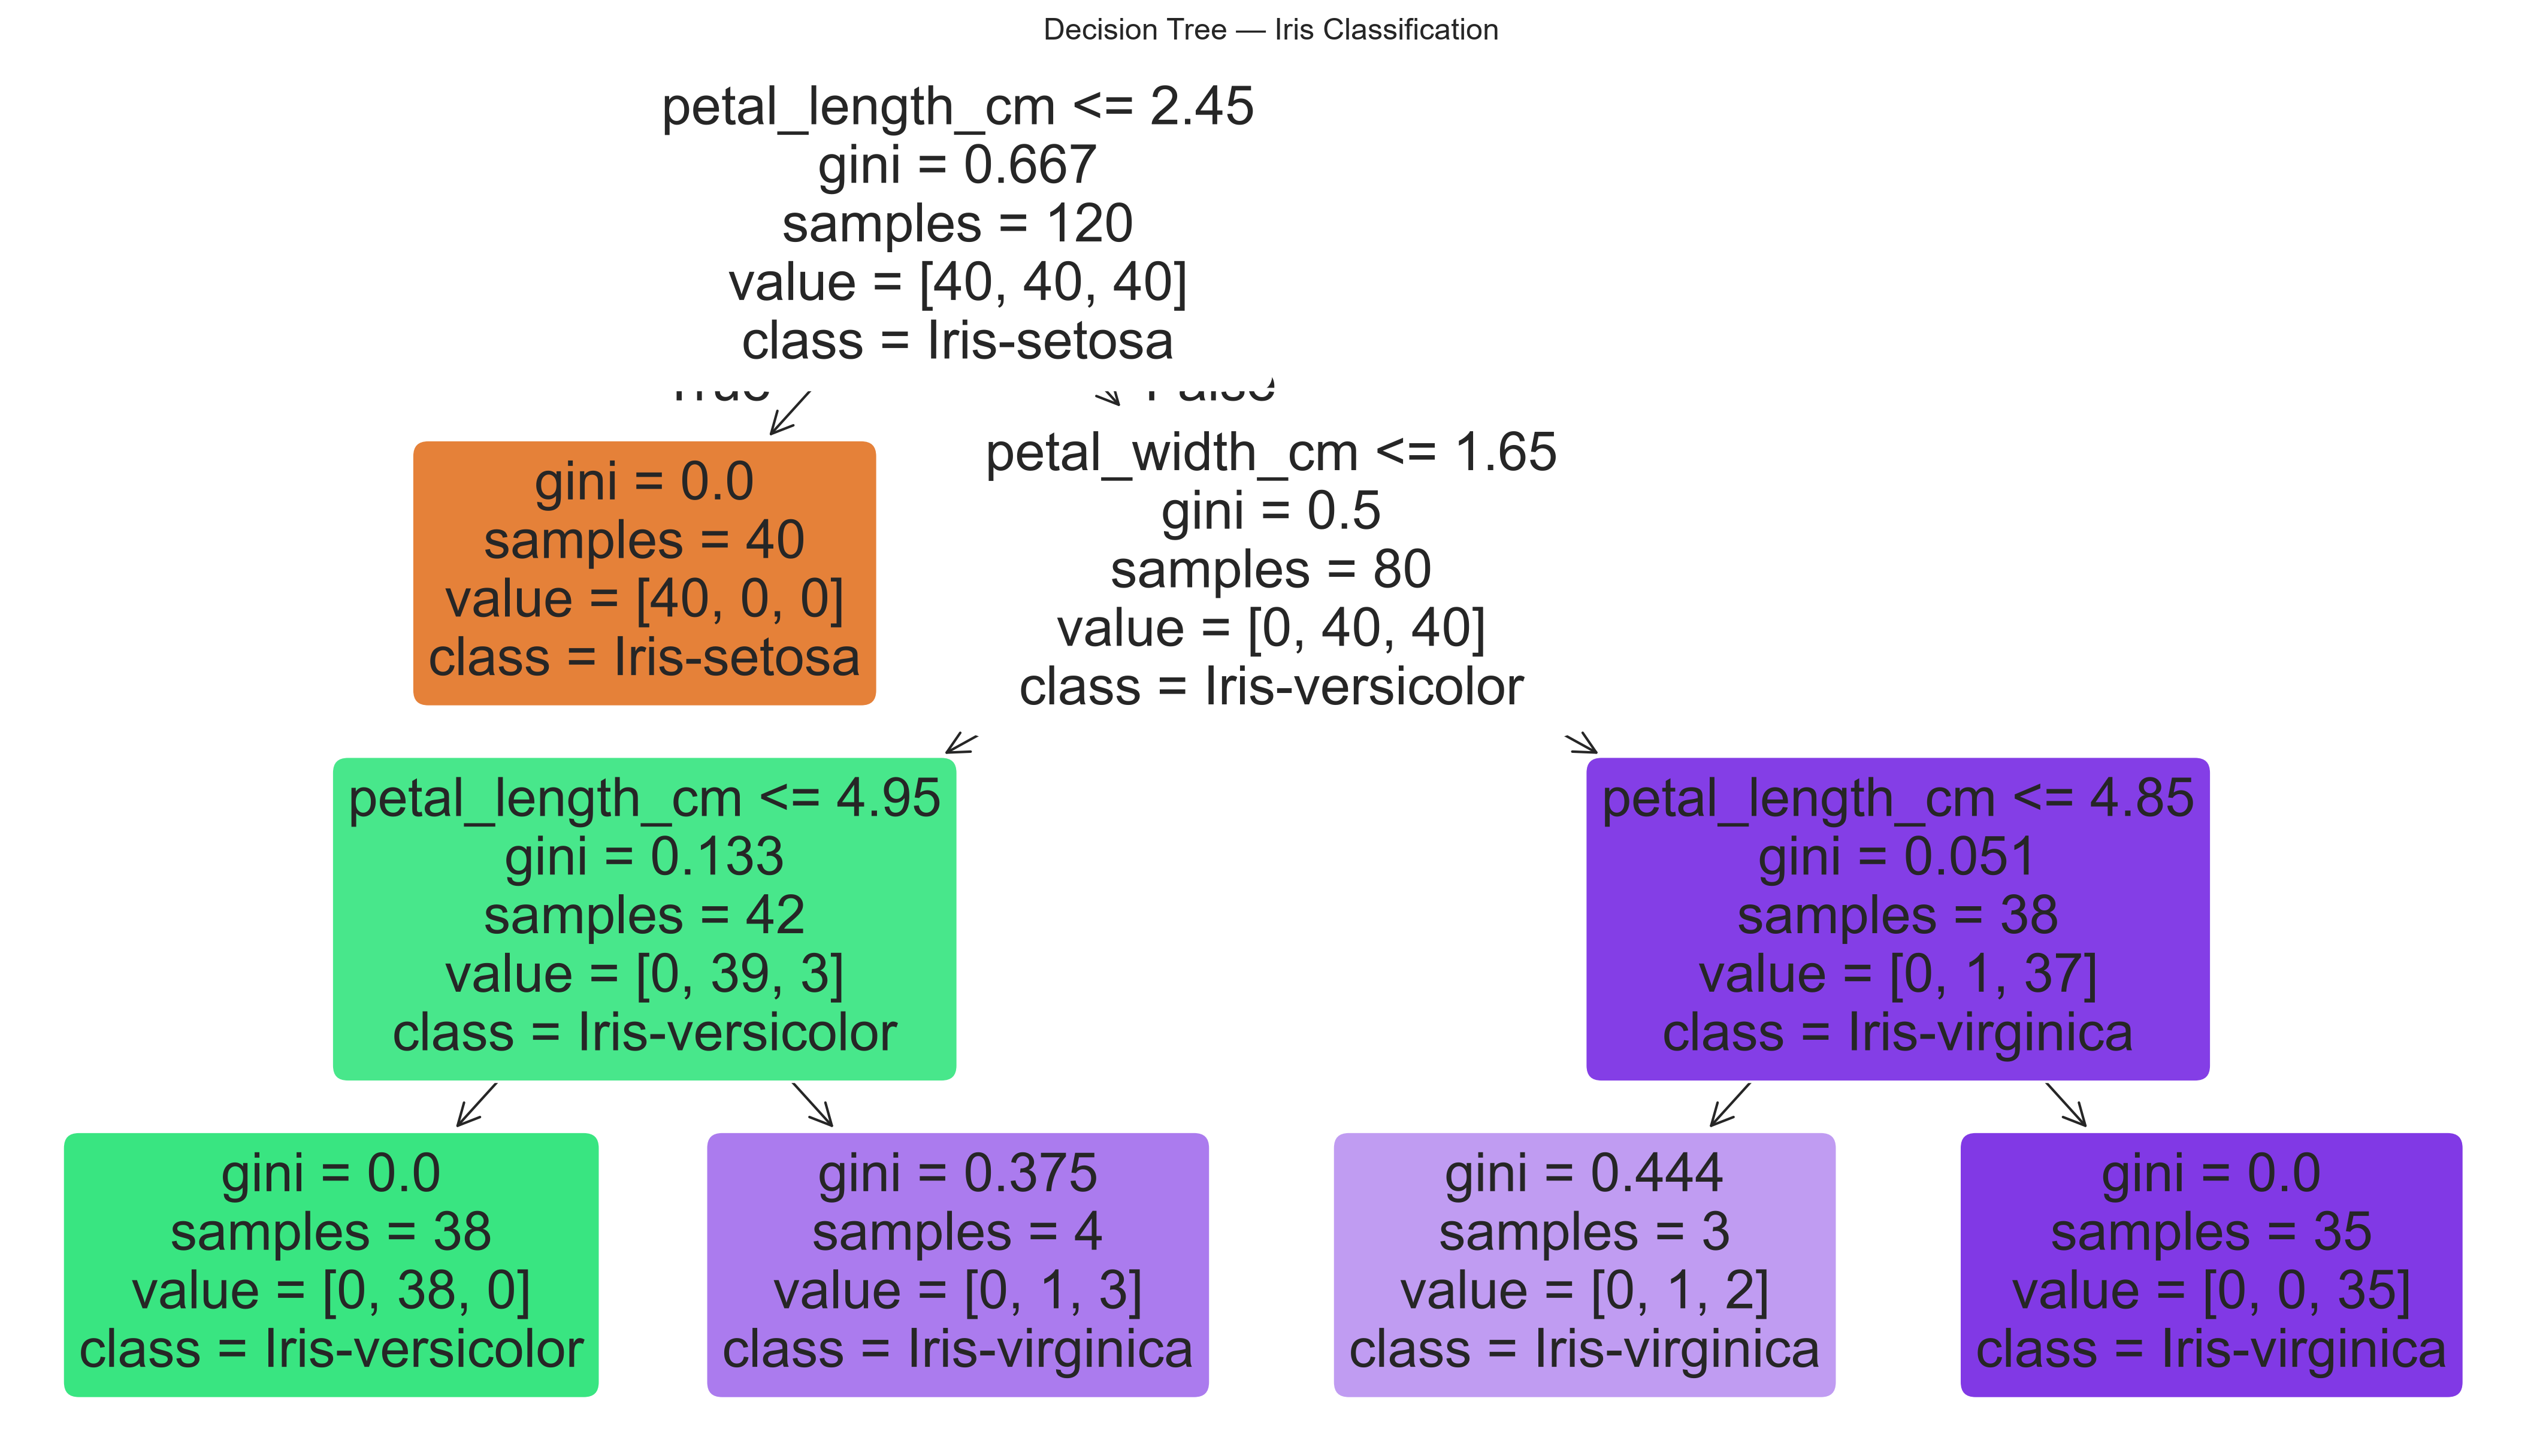 Decision Tree — Iris Classification
petal_length_cm <= 2.45
gini = 0.667
samples = 120
value = [40, 40, 40]
class = Iris-setosa
True
False
gini = 0.0
samples = 40
value = [40, 0, 0]
class = Iris-setosa
petal_width_cm <= 1.65
gini = 0.5
samples = 80
value = [0, 40, 40]
class = Iris-versicolor
petal_length_cm <= 4.95
gini = 0.133
samples = 42
value = [0, 39, 3]
class = Iris-versicolor
petal_length_cm <= 4.85
gini = 0.051
samples = 38
value = [0, 1, 37]
class = Iris-virginica
gini = 0.0
samples = 38
value = [0, 38, 0]
class = Iris-versicolor
gini = 0.375
samples = 4
value = [0, 1, 3]
class = Iris-virginica
gini = 0.444
samples = 3
value = [0, 1, 2]
class = Iris-virginica
gini = 0.0
samples = 35
value = [0, 0, 35]
class = Iris-virginica